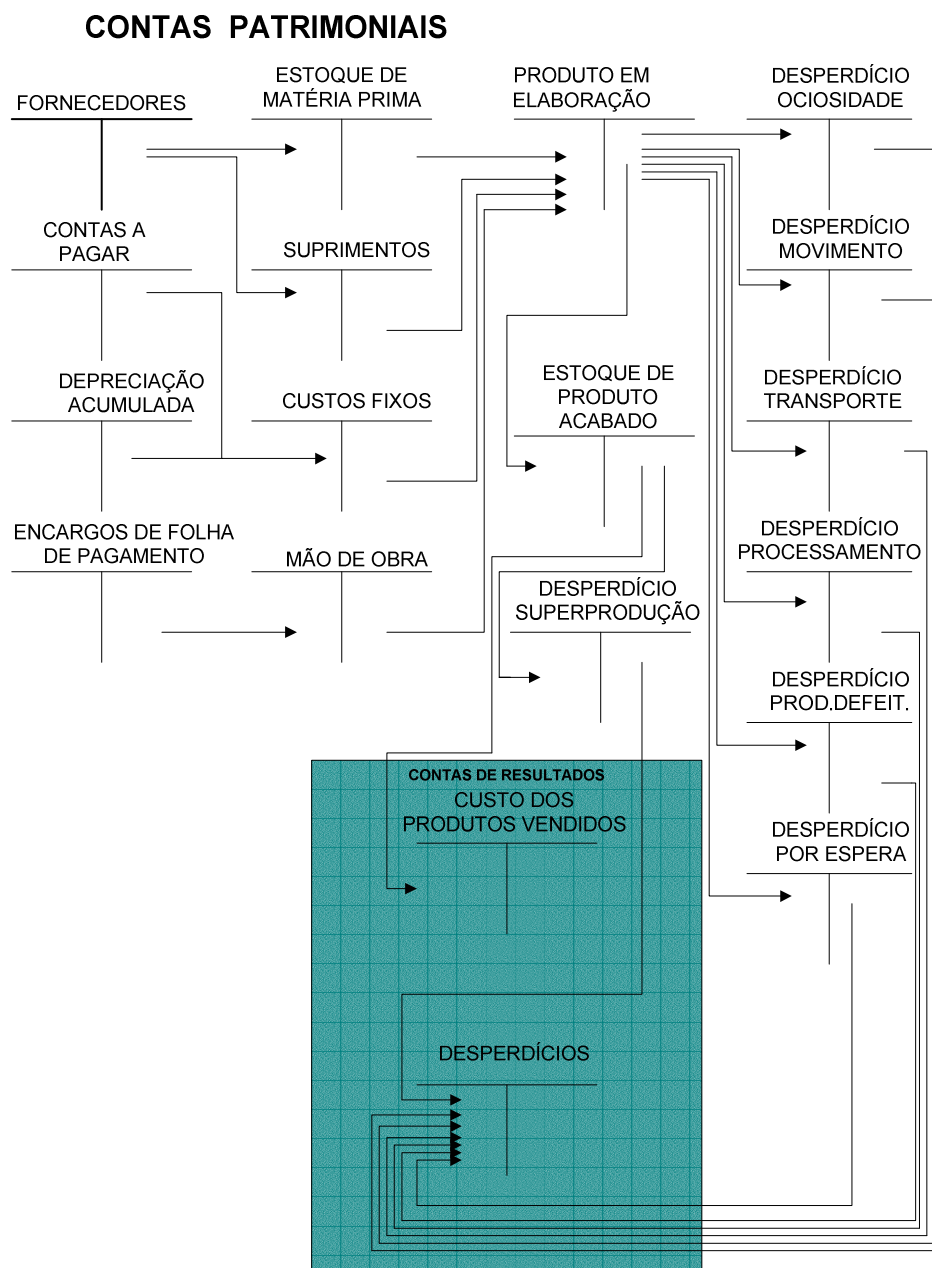 CONTAS PATRIMONIAIS
FORNECEDORES
ESTOQUE DE
MATÉRIA PRIMA
PRODUTO EM
ELABORAÇÃO
DESPERDÍCIO
OCIOSIDADE
CONTAS A
PAGAR
SUPRIMENTOS
DESPERDÍCIO
MOVIMENTO
DEPRECIAÇÃO
ACUMULADA
CUSTOS FIXOS
ESTOQUE DE
PRODUTO
ACABADO
DESPERDÍCIO
TRANSPORTE
ENCARGOS DE FOLHA
DE PAGAMENTO
MÃO DE OBRA
DESPERDÍCIO
SUPERPRODUÇÃO
DESPERDÍCIO
PROCESSAMENTO
DESPERDÍCIO
PROD.DEFEIT.
CONTAS DE RESULTADOS
CUSTO DOS
PRODUTOS VENDIDOS
DESPERDÍCIO
POR ESPERA
DESPERDÍCIOS